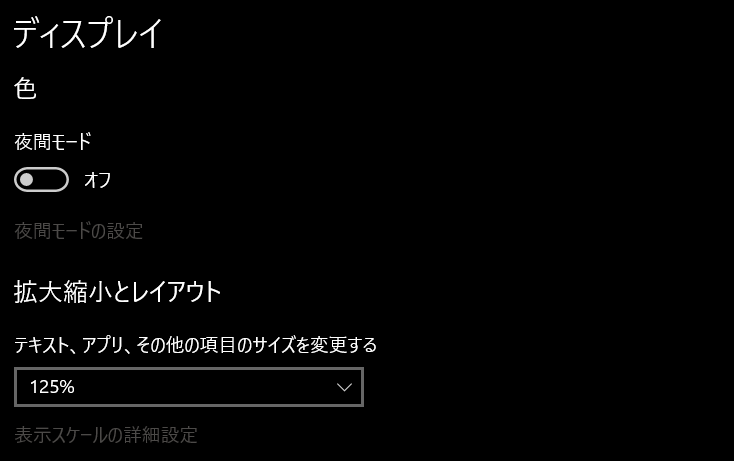 ディスプレイ
色
夜間モード
オフ
夜間モードの設定
拡大縮小とレイアウト
テキスト、アプリ、その他の項目のサイズを変更する
125%
表示スケールの詳細設定